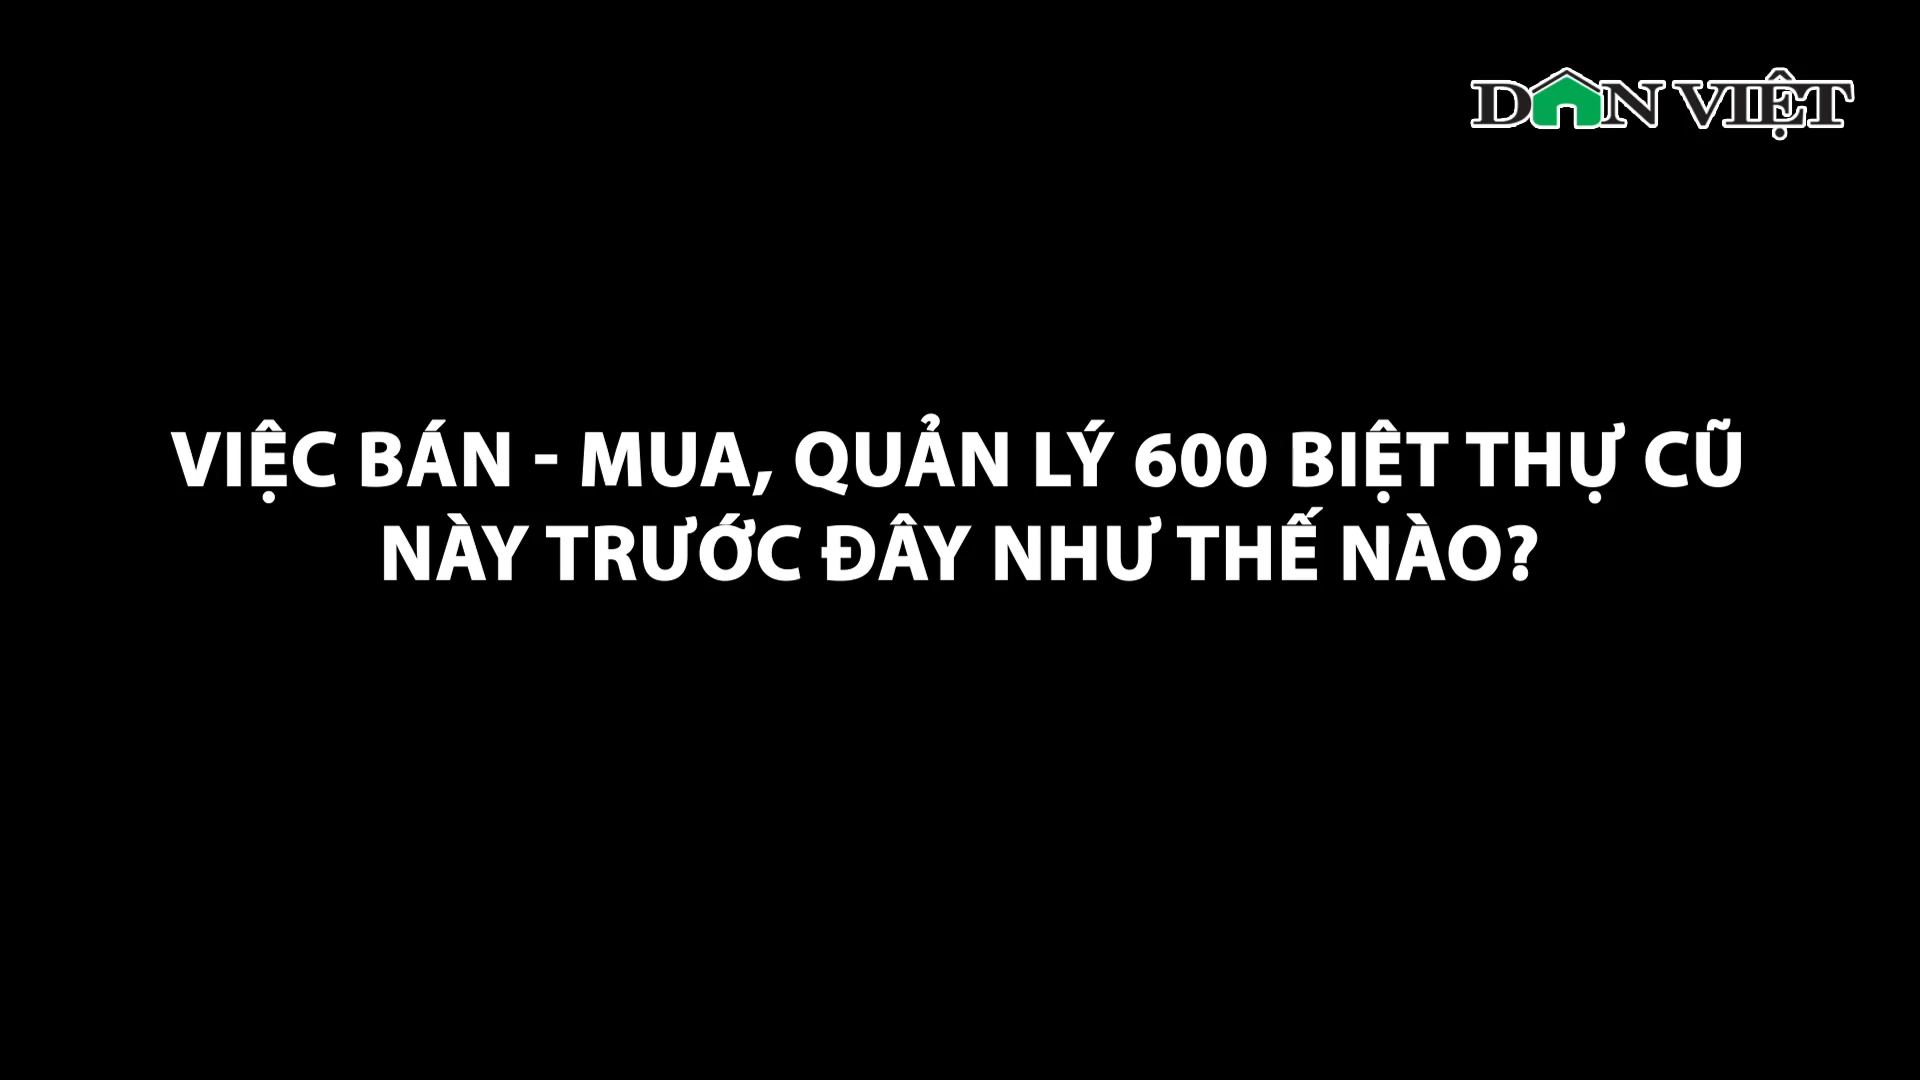 DÂN VIỆT
VIỆC BÁN - MUA, QUẢN LÝ 600 BIỆT THỰ CŨ
NÀY TRƯỚC ĐÂY NHƯ THẾ NÀO?